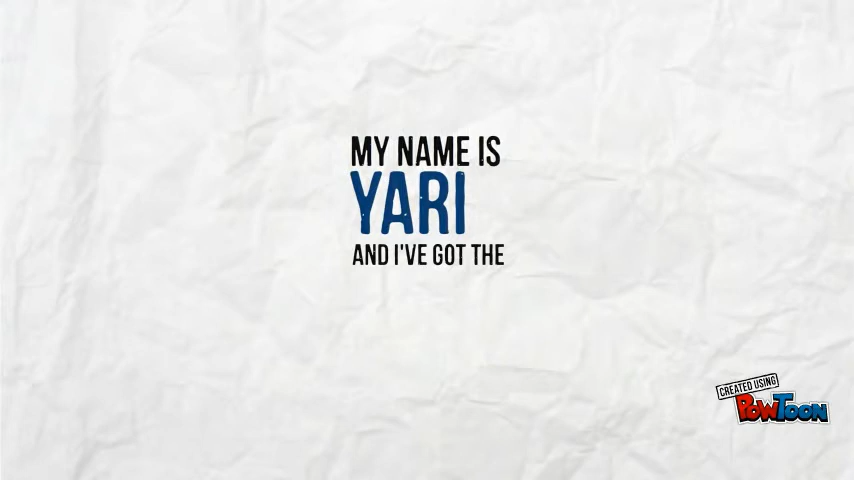 MY NAME IS
YARI
AND I'VE GOT THE
CREATED USING
POWTOON